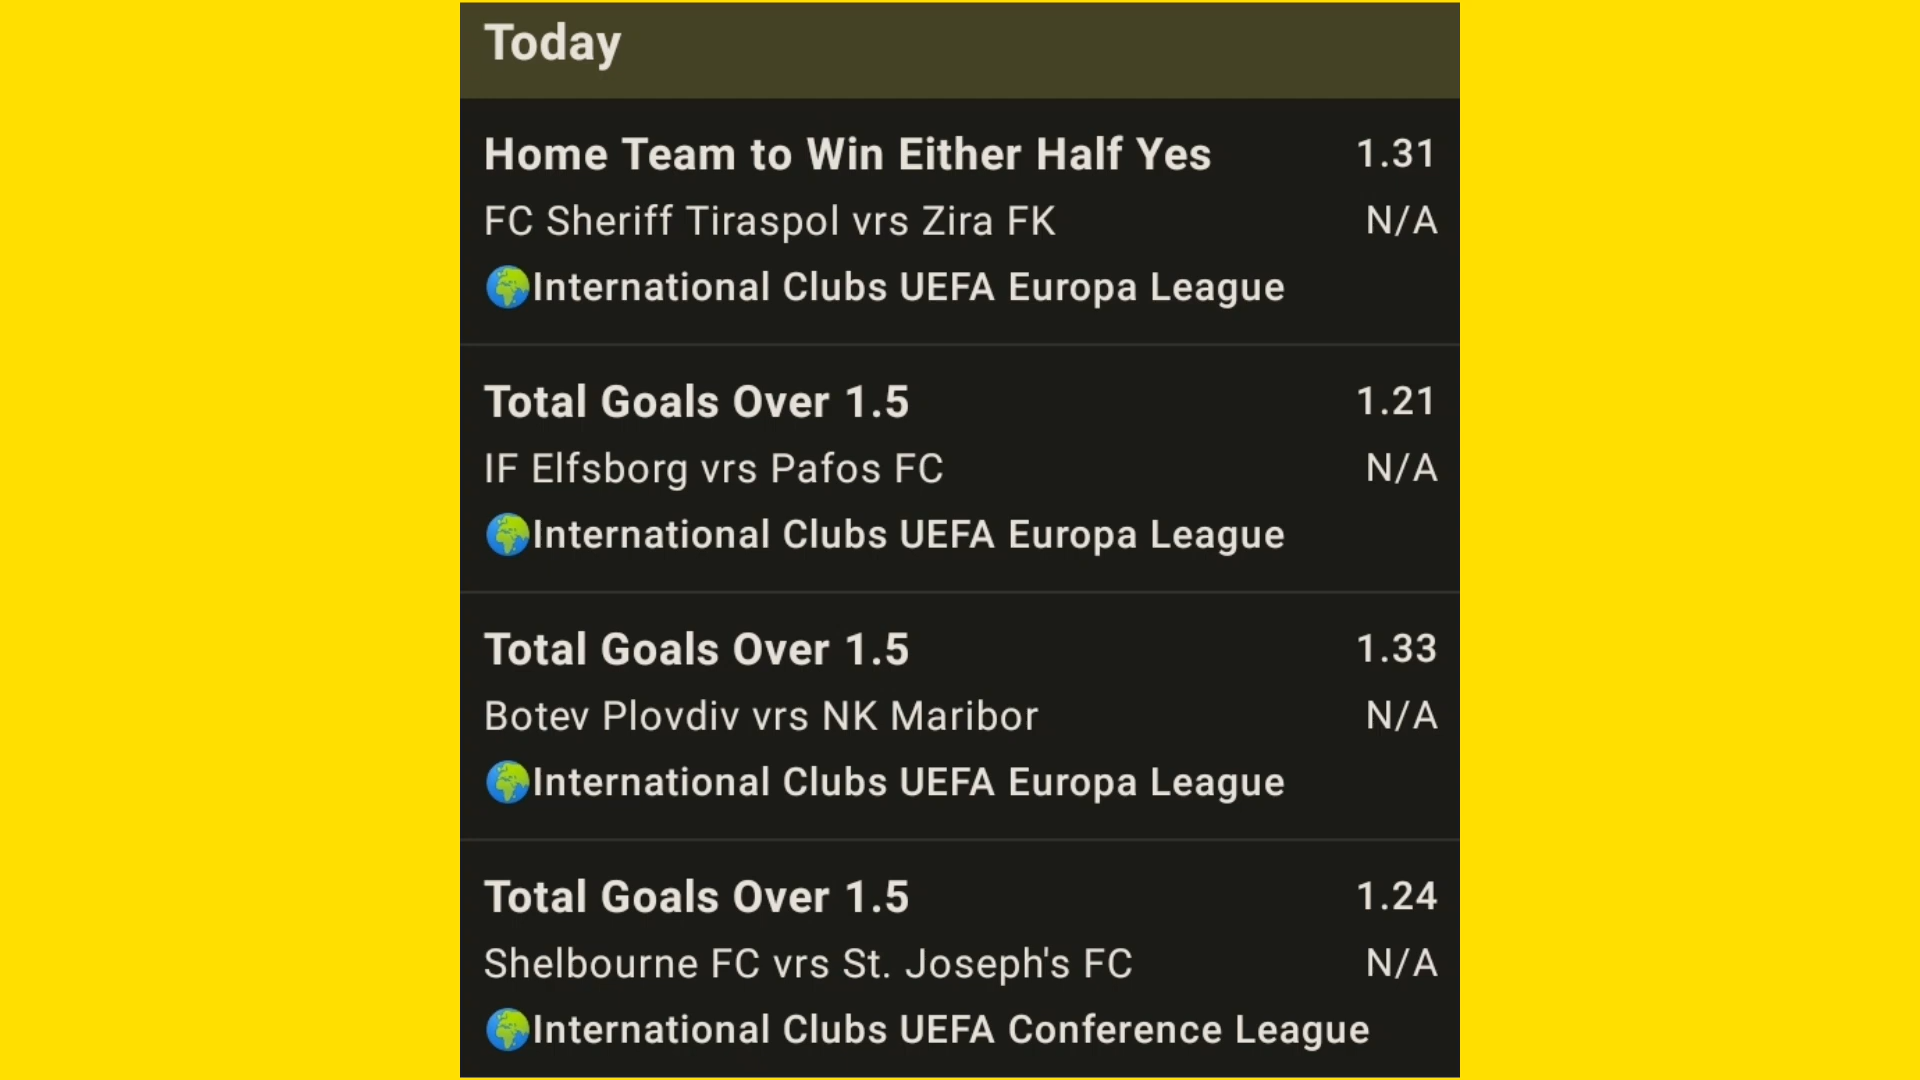 Today
Home Team to Win Either Half Yes 1.31
FC Sheriff Tiraspol vrs Zira FK N/A
🌍International Clubs UEFA Europa League
Total Goals Over 1.5 1.21
IF Elfsborg vrs Pafos FC N/A
🌍International Clubs UEFA Europa League
Total Goals Over 1.5 1.33
Botev Plovdiv vrs NK Maribor N/A
🌍International Clubs UEFA Europa League
Total Goals Over 1.5 1.24
Shelbourne FC vrs St. Joseph's FC N/A
🌍International Clubs UEFA Conference League